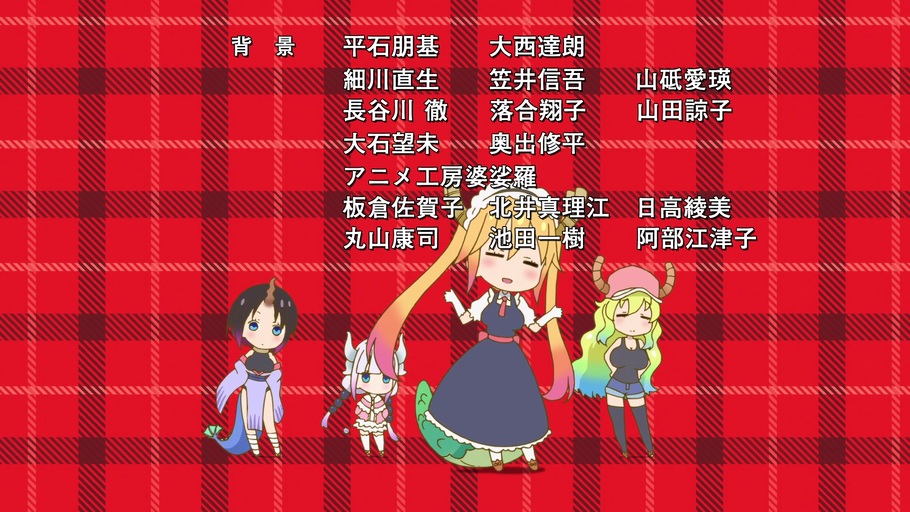 背 景 平石朋基 大西達朗
細川直生 笠井信吾 山砥愛瑛
長谷川 徹 落合翔子 山田諒子
大石望未 奥出修平
アニメ工房婆娑羅
板倉佐賀子 北井真理江 日高綾美
丸山康司 池田一樹 阿部江津子